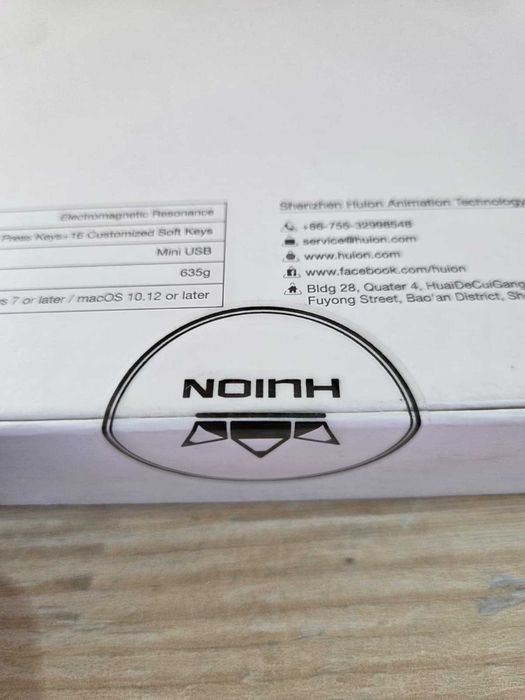 Electromagnetic Resonance
Press Keys+16 Customized Soft Keys
Mini USB
635g
s 7 or later / macOS 10.12 or later
Shenzhen Huion Animation Technology
+86-755-32998548
service@huion.com
www.huion.com
www.facebook.com/huion
Bldg 28, Quater 4, HuaiDeCuiGang
Fuyong Street, Bao'an District, Sh
HUION